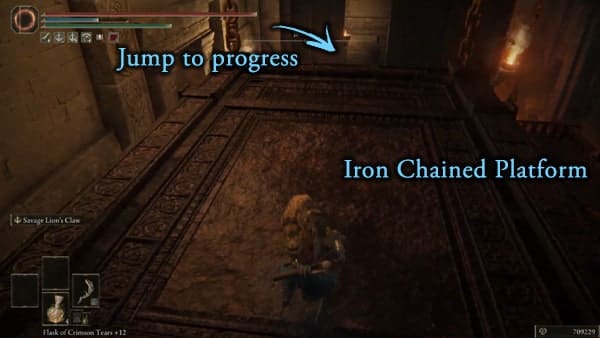 Jump to progress
Iron Chained Platform
Savage Lion's Claw
Flask of Crimson Tears +12
709229